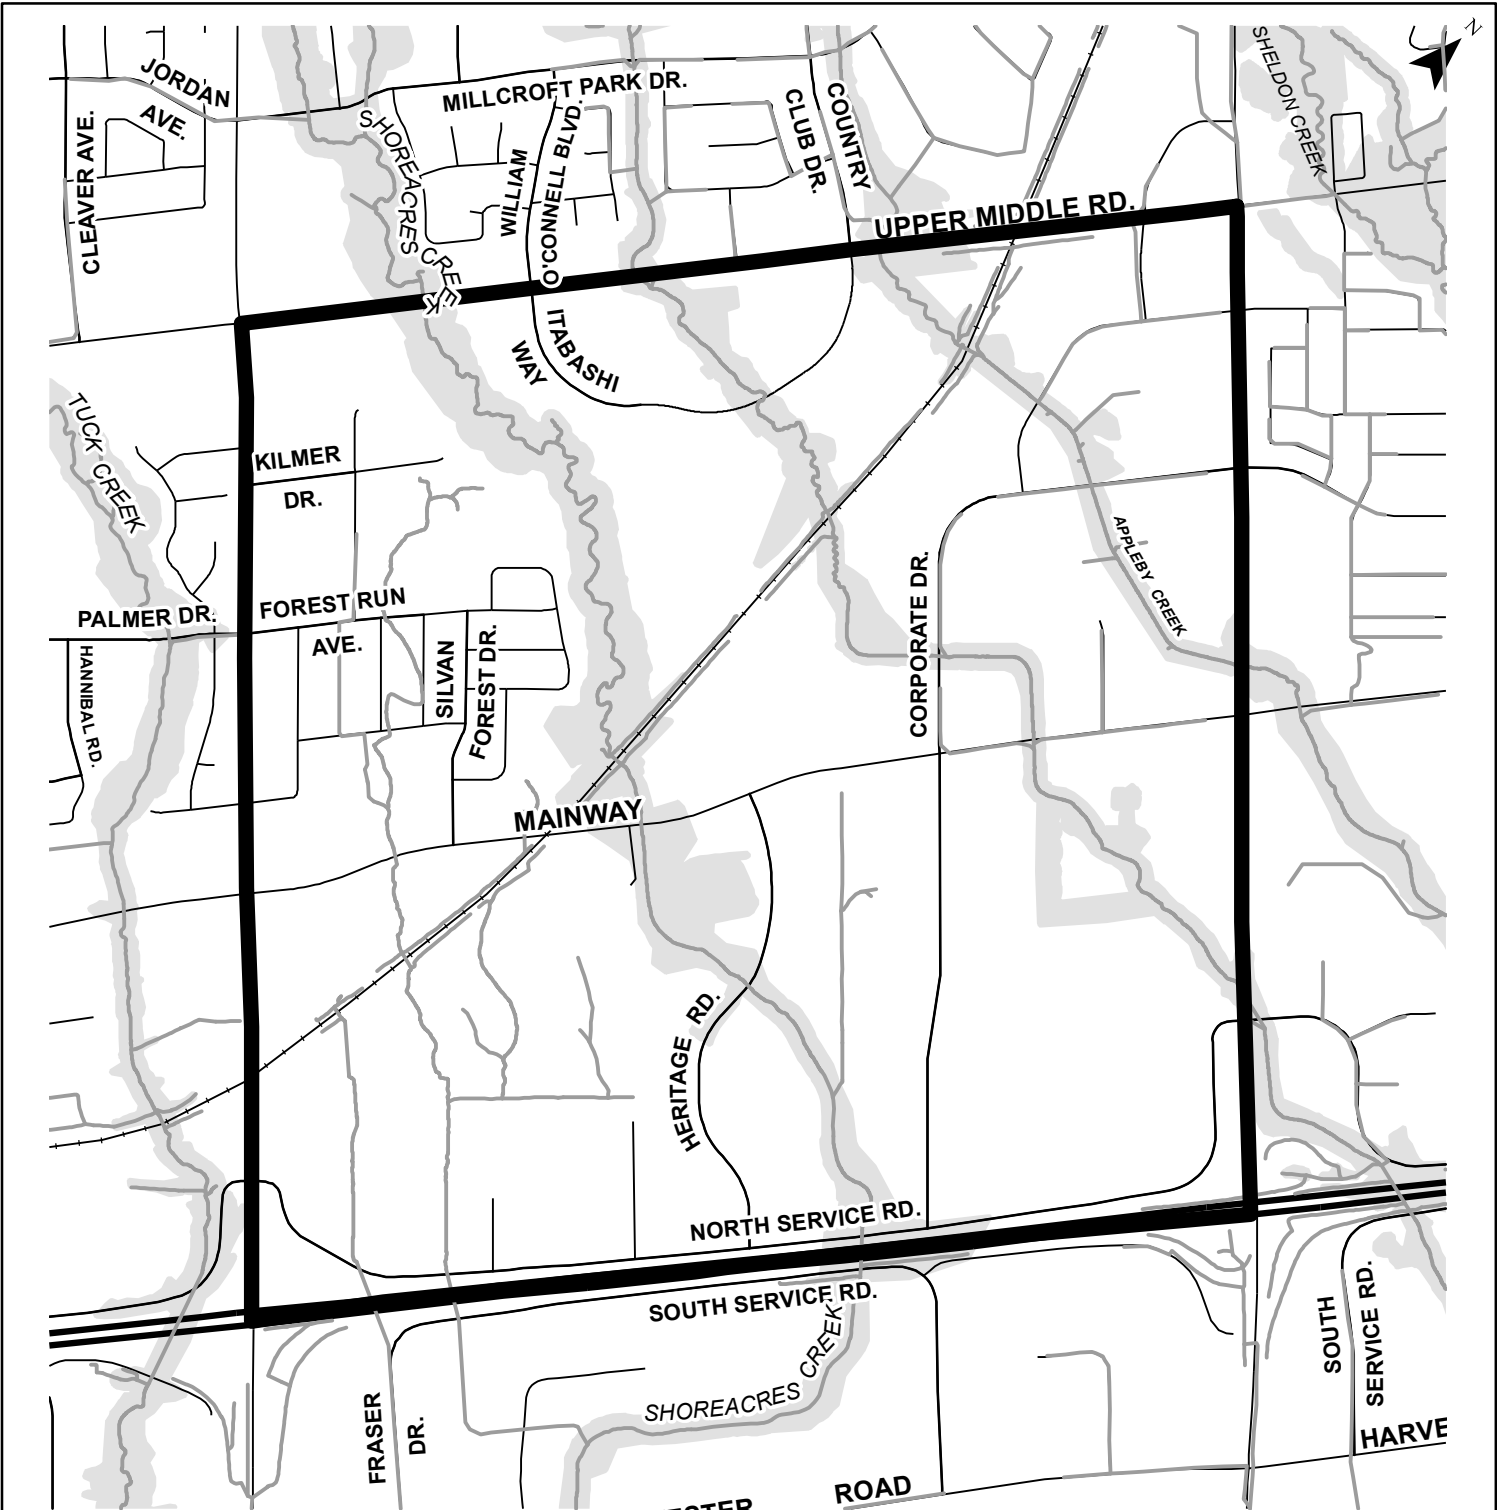 N
SHELDON CREEK
JORDAN
AVE.
MILLCROFT PARK DR.
CLEAVER AVE.
SHOREACRES CREEK
WILLIAM
O'CONNELL BLVD.
CLUB DR.
COUNTRY
UPPER MIDDLE RD.
ITABASHI
WAY
TUCK CREEK
KILMER
DR.
APPLEBY CREEK
PALMER DR.
FOREST RUN
AVE.
HANNIBAL RD.
SILVAN
FOREST DR.
CORPORATE DR.
MAINWAY
HERITAGE RD.
NORTH SERVICE RD.
SOUTH SERVICE RD.
SHOREACRES CREEK
SOUTH
SERVICE RD.
FRASER
DR.
HARVE
ROAD